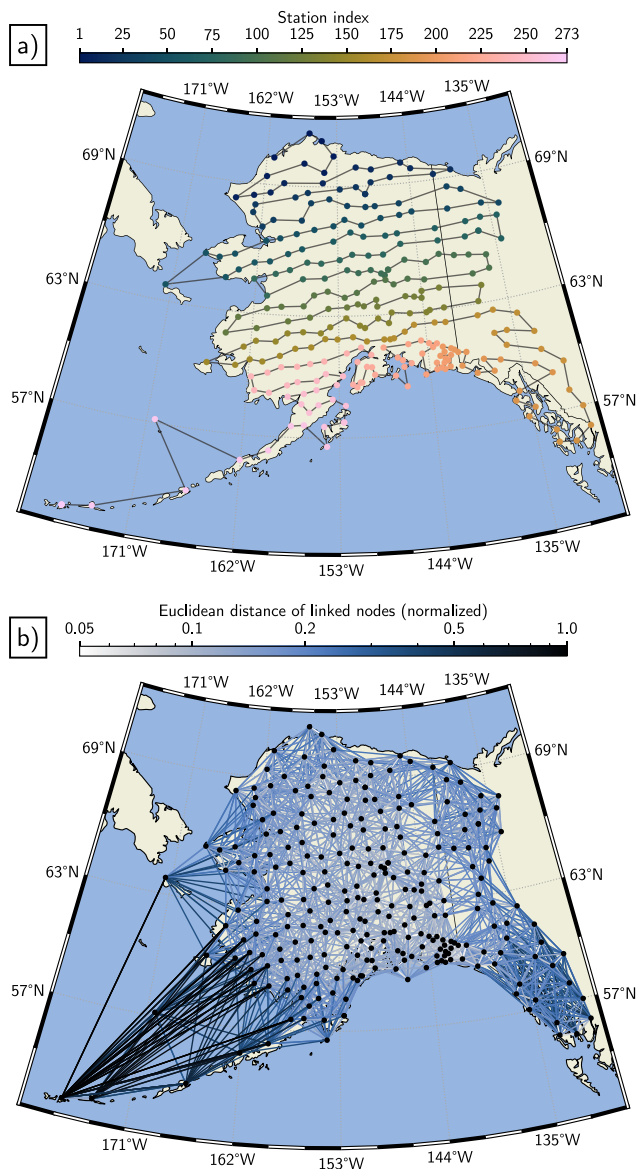 a)
Station index
1 25 50 75 100 125 150 175 200 225 250 273
171°W 162°W 153°W 144°W 135°W
69°N 69°N
63°N 63°N
57°N 57°N
171°W 162°W 153°W 144°W 135°W
b)
Euclidean distance of linked nodes (normalized)
0.05 0.1 0.2 0.5 1.0
171°W 162°W 153°W 144°W 135°W
69°N 69°N
63°N 63°N
57°N 57°N
171°W 162°W 153°W 144°W 135°W